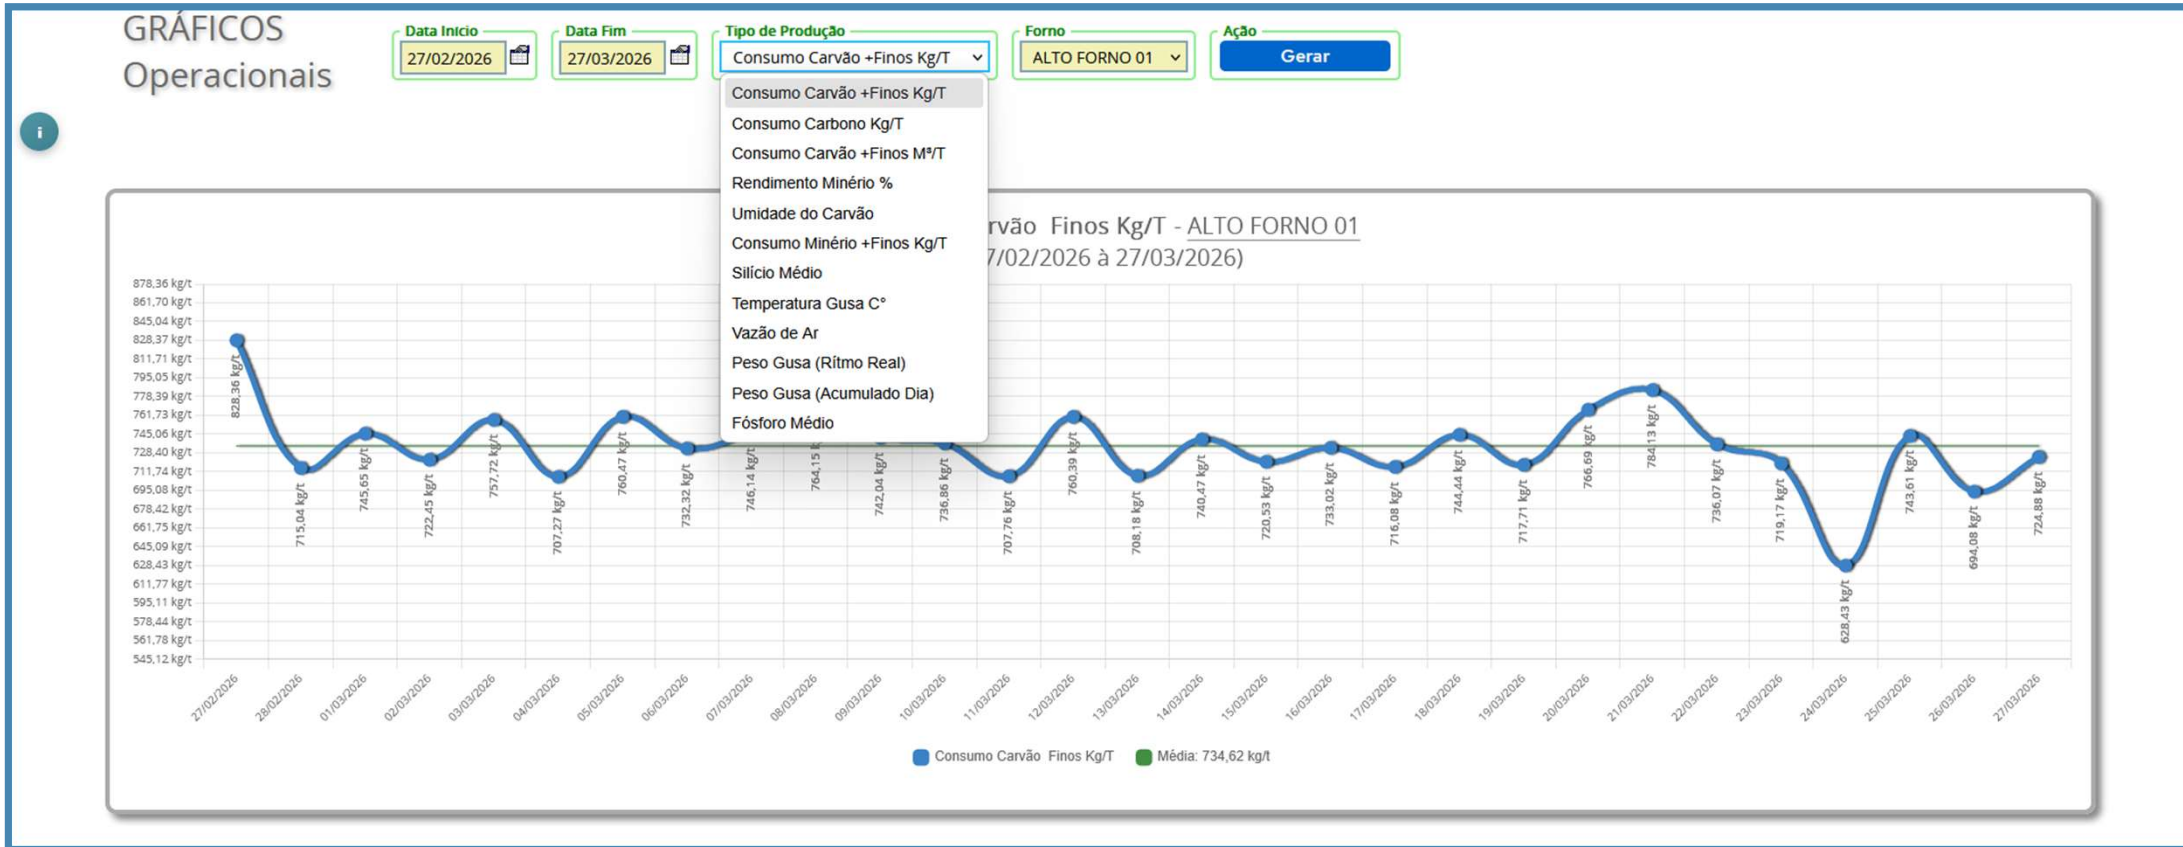 GRÁFICOS
Operacionais
Data Início
27/02/2026
Data Fim
27/03/2026
Tipo de Produção
Consumo Carvão +Finos Kg/T
Forno
ALTO FORNO 01
Ação
Gerar
i
Consumo Carvão +Finos Kg/T
Consumo Carbono Kg/T
Consumo Carvão +Finos Mª/T
Rendimento Minério %
Umidade do Carvão
Consumo Minério +Finos Kg/T
Silício Médio
Temperatura Gusa C°
Vazão de Ar
Peso Gusa (Rítmo Real)
Peso Gusa (Acumulado Dia)
Fósforo Médio
rvão Finos Kg/T - ALTO FORNO 01
7/02/2026 à 27/03/2026)
878,36 kg/t
861,70 kg/t
845,04 kg/t
828,37 kg/t
811,71 kg/t
795,05 kg/t
778,39 kg/t
761,73 kg/t
745,06 kg/t
728,40 kg/t
711,74 kg/t
695,08 kg/t
678,42 kg/t
661,75 kg/t
645,09 kg/t
628,43 kg/t
611,77 kg/t
595,11 kg/t
578,44 kg/t
561,78 kg/t
545,12 kg/t
828,36 kg/t
715,04 kg/t
745,65 kg/t
722,45 kg/t
757,72 kg/t
707,27 kg/t
760,47 kg/t
732,32 kg/t
746,14 kg/t
764,15 k
742,04 kg/t
736,86 kg/t
707,76 kg/t
760,39 kg/t
708,18 kg/t
740,47 kg/t
720,53 kg/t
733,02 kg/t
716,08 kg/t
744,44 kg/t
717,71 kg/t
766,69 kg/t
784,13 kg/t
736,07 kg/t
719,17 kg/t
628,43 kg/t
743,61 kg/t
694,08 kg/t
724,88 kg/t
27/02/2026
28/02/2026
01/03/2026
02/03/2026
03/03/2026
04/03/2026
05/03/2026
06/03/2026
07/03/2026
08/03/2026
09/03/2026
10/03/2026
11/03/2026
12/03/2026
13/03/2026
14/03/2026
15/03/2026
16/03/2026
17/03/2026
18/03/2026
19/03/2026
20/03/2026
21/03/2026
22/03/2026
23/03/2026
24/03/2026
25/03/2026
26/03/2026
27/03/2026
Consumo Carvão Finos Kg/T
Média: 734,62 kg/t